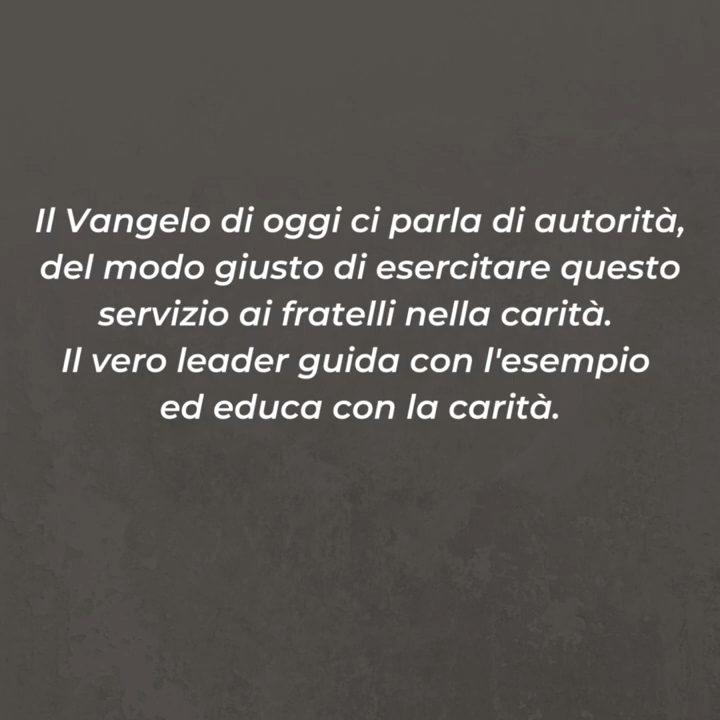 Il Vangelo di oggi ci parla di autorità,
del modo giusto di esercitare questo
servizio ai fratelli nella carità.
Il vero leader guida con l'esempio
ed educa con la carità.